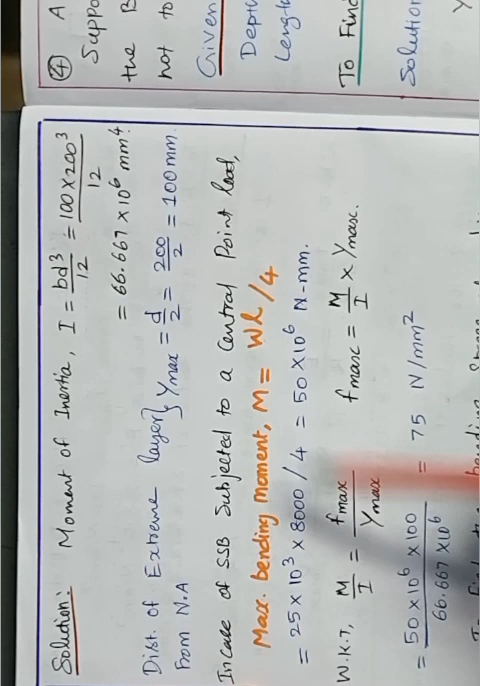 Solution: Moment of Inertia, I = bd³/12 = 100 x 200³/12
= 66.667 x 10⁶ mm⁴.
Dist. of Extreme layer} Ymax = d/2 = 200/2 = 100 mm.
From N.A
In case of SSB Subjected to a Central Point load,
Max. bending moment, M = Wl/4
= 25 x 10³ x 8000 / 4 = 50 x 10⁶ N-mm.
W.K.T, M/I = fmax/Ymax fmax = M/I x Ymax.
= 50 x 10⁶ x 100/66.667 x 10⁶ = 75 N/mm²
④ A
Suppo
the B
not to
Given
Depth
Length
To Find
Solution
Y